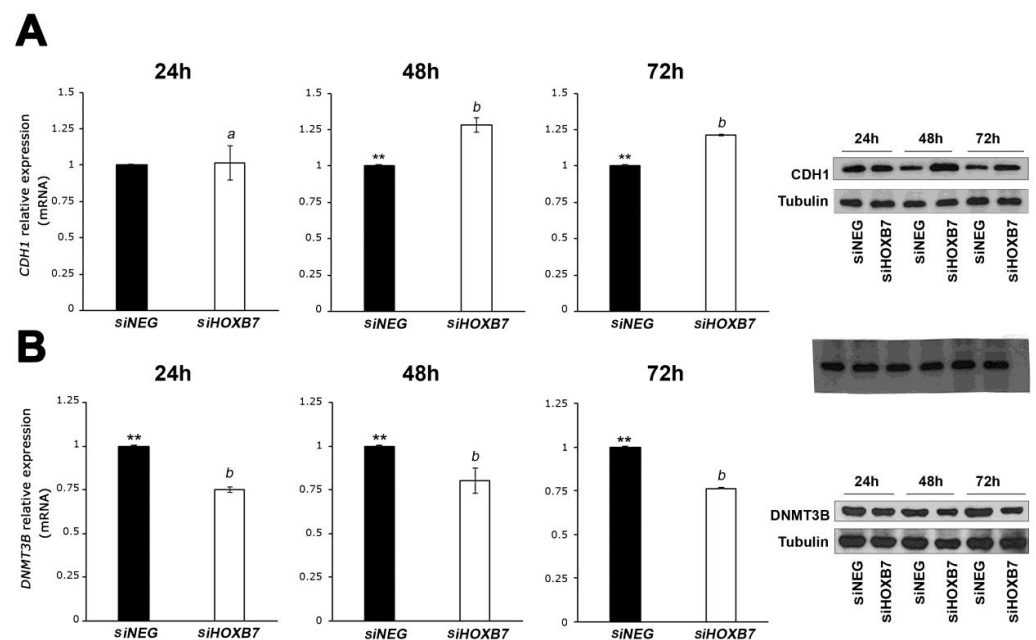 A
24h
48h
72h
CDH1 relative expression
(mRNA)
1.5
1.25
1
0.75
0.5
0.25
0
a
siNEG
siHOXB7
1.5
1.25
1
0.75
0.5
0.25
0
**
b
siNEG
siHOXB7
1.5
1.25
1
0.75
0.5
0.25
0
**
b
siNEG
siHOXB7
24h 48h 72h
CDH1
Tubulin
siNEG
siHOXB7
siNEG
siHOXB7
siNEG
siHOXB7
B
24h
48h
72h
DNMT3B relative expression
(mRNA)
1.25
1
0.75
0.5
0.25
0
**
b
siNEG
siHOXB7
1.25
1
0.75
0.5
0.25
0
**
b
siNEG
siHOXB7
1.25
1
0.75
0.5
0.25
0
**
b
siNEG
siHOXB7
24h 48h 72h
DNMT3B
Tubulin
siNEG
siHOXB7
siNEG
siHOXB7
siNEG
siHOXB7